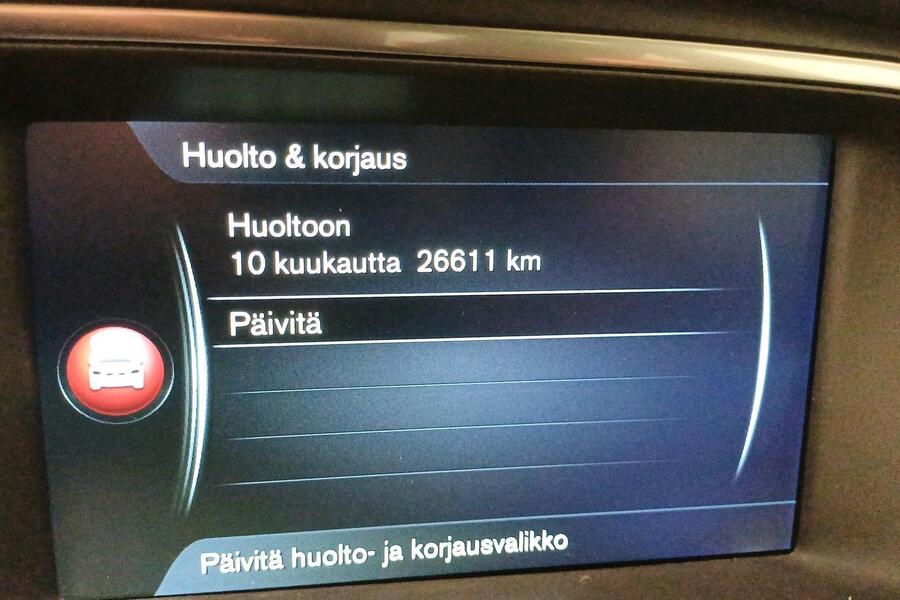 Huolto & korjaus
Huoltoon
10 kuukautta 26611 km
Päivitä
Päivitä huolto- ja korjausvalikko